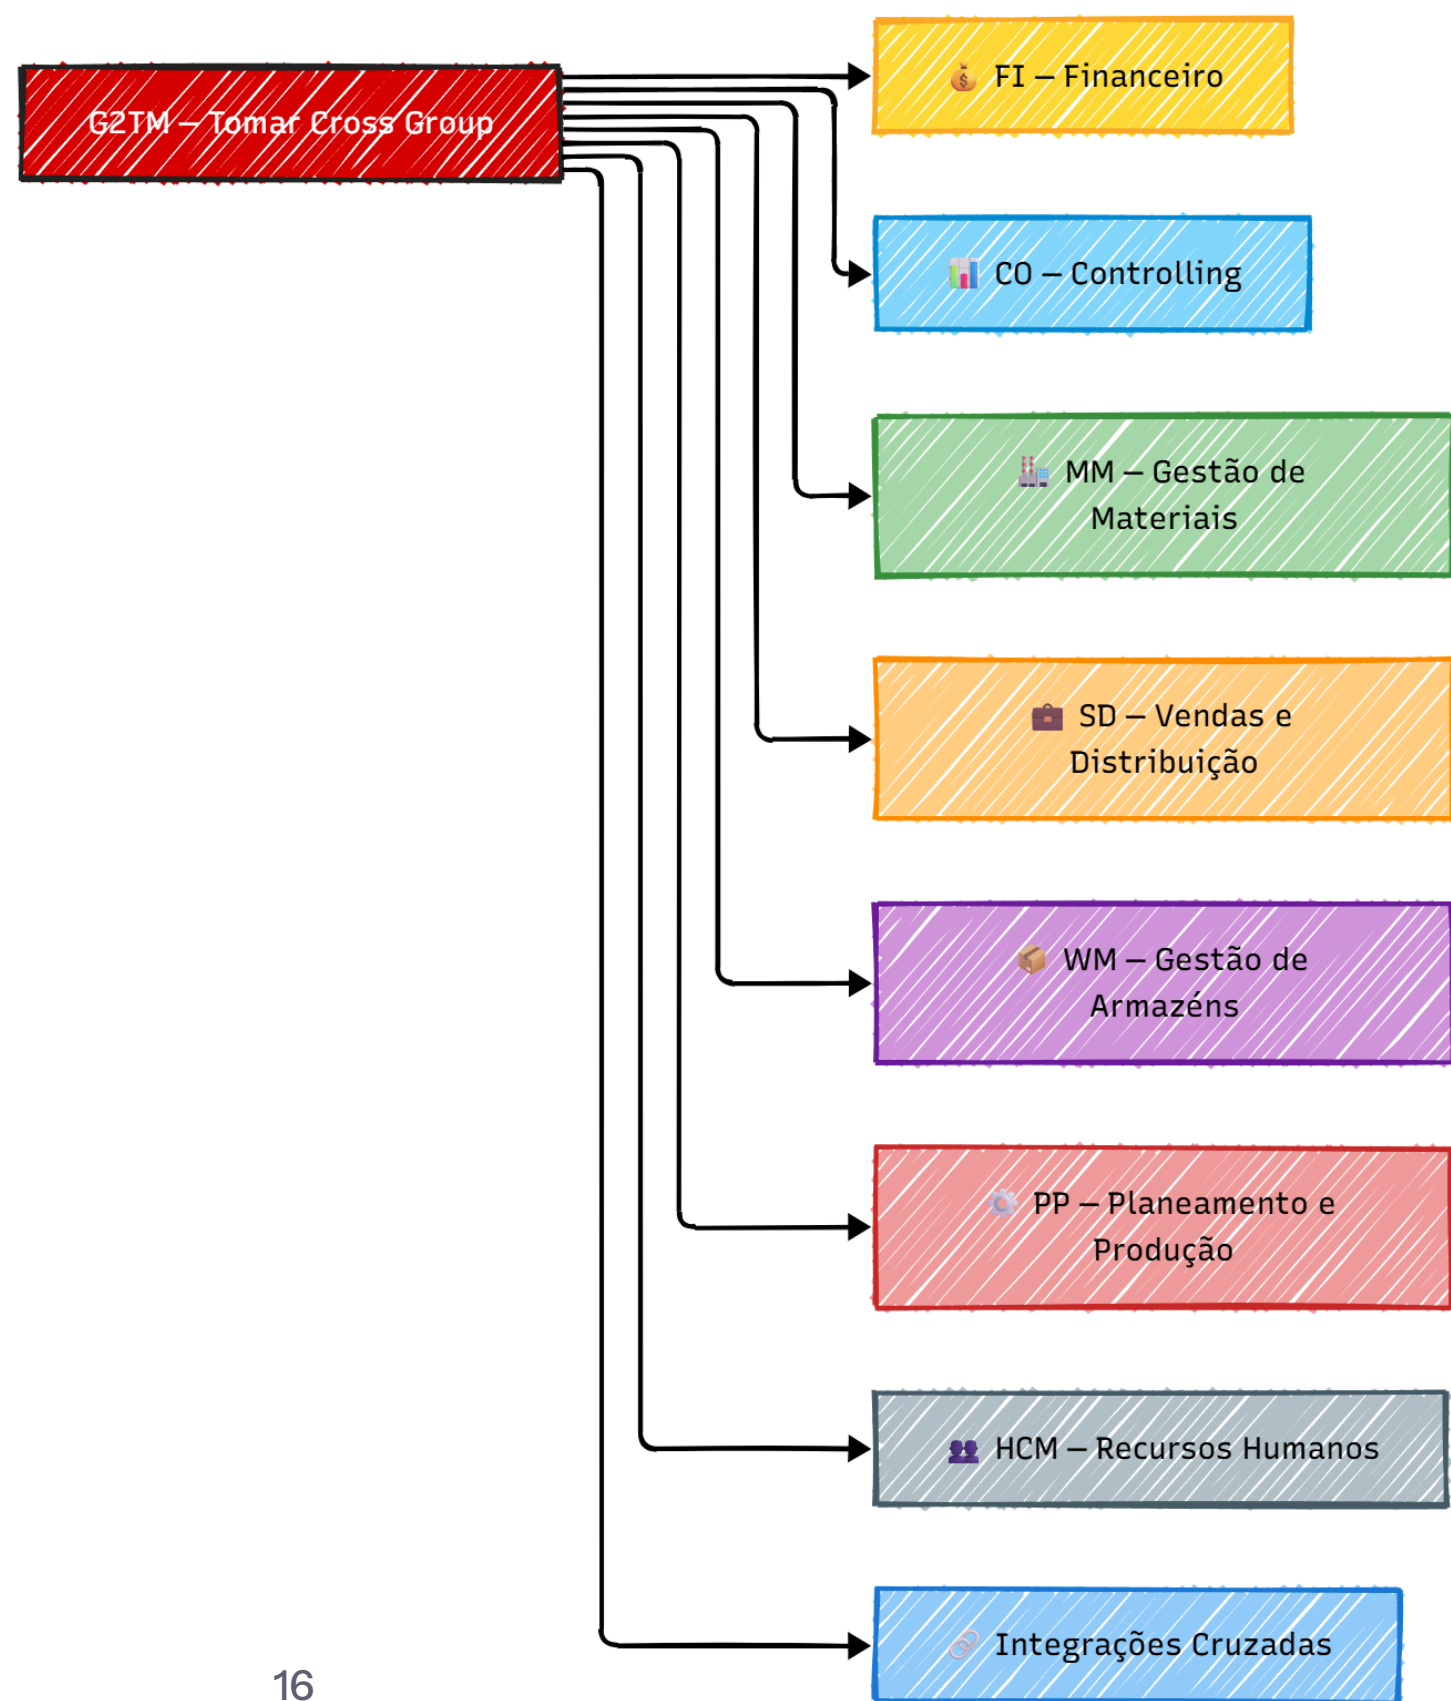 G2TM – Tomar Cross Group
FI – Financeiro
CO – Controlling
MM – Gestão de
Materiais
SD – Vendas e
Distribuição
WM – Gestão de
Armazéns
PP – Planeamento e
Produção
HCM – Recursos Humanos
Integrações Cruzadas
16